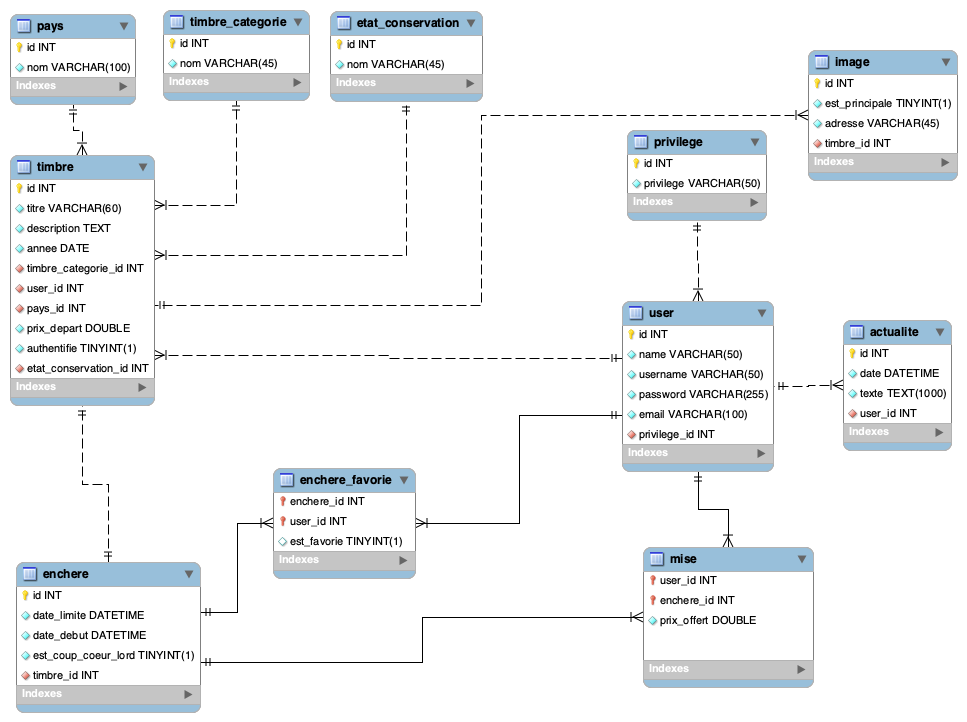 pays
id INT
nom VARCHAR(100)
Indexes
timbre_categorie
id INT
nom VARCHAR(45)
Indexes
etat_conservation
id INT
nom VARCHAR(45)
Indexes
image
id INT
est_principale TINYINT(1)
adresse VARCHAR(45)
timbre_id INT
Indexes
privilege
id INT
privilege VARCHAR(50)
Indexes
timbre
id INT
titre VARCHAR(60)
description TEXT
annee DATE
timbre_categorie_id INT
user_id INT
pays_id INT
prix_depart DOUBLE
authentifie TINYINT(1)
etat_conservation_id INT
Indexes
user
id INT
name VARCHAR(50)
username VARCHAR(50)
password VARCHAR(255)
email VARCHAR(100)
privilege_id INT
Indexes
actualite
id INT
date DATETIME
texte TEXT(1000)
user_id INT
Indexes
enchere_favorie
enchere_id INT
user_id INT
est_favorie TINYINT(1)
Indexes
enchere
id INT
date_limite DATETIME
date_debut DATETIME
est_coup_coeur_lord TINYINT(1)
timbre_id INT
Indexes
mise
user_id INT
enchere_id INT
prix_offert DOUBLE
Indexes